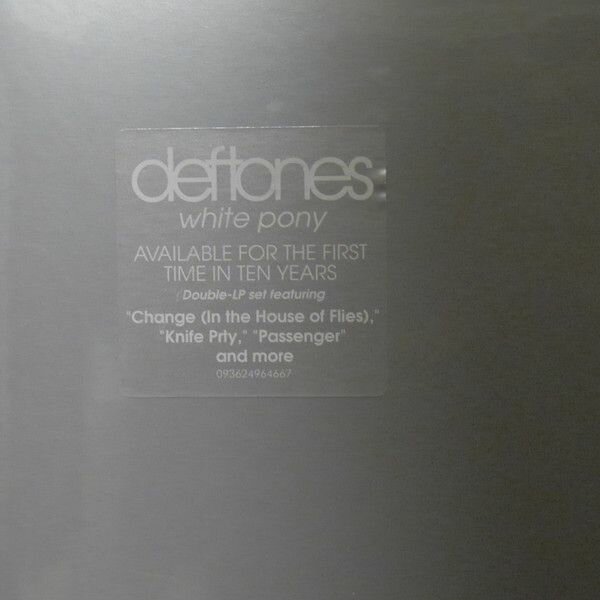 deftones
white pony
AVAILABLE FOR THE FIRST
TIME IN TEN YEARS
Double-LP set featuring
"Change (In the House of Flies),"
"Knife Prty," "Passenger"
and more
093624964667